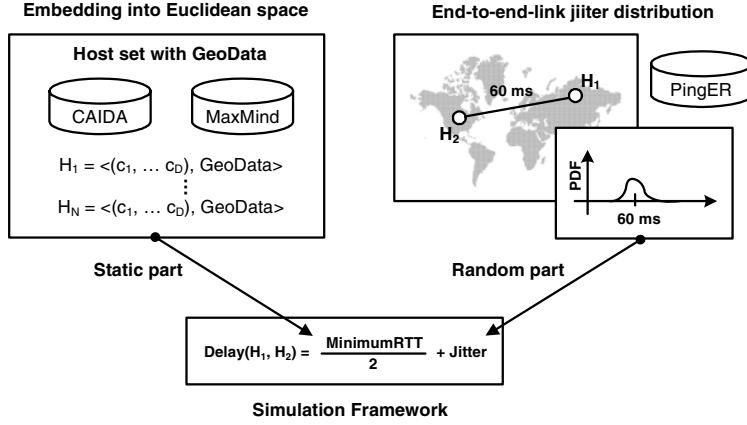 Embedding into Euclidean space
Host set with GeoData
CAIDA
MaxMind
H1 = <(c1, ... cD), GeoData>
⋮
HN = <(c1, ... cD), GeoData>
Static part
End-to-end-link jiiter distribution
H1
60 ms
H2
PingER
PDF
60 ms
Random part
Delay(H1, H2) = MinimumRTT / 2 + Jitter
Simulation Framework